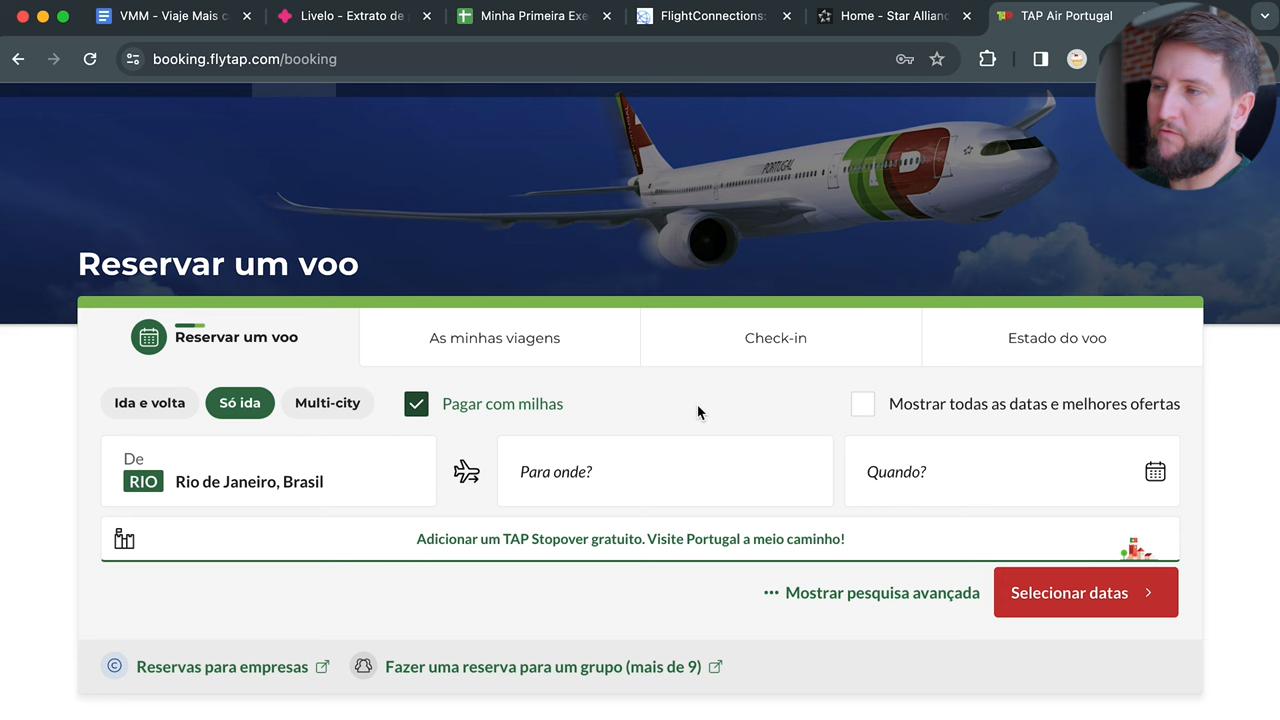 VMM - Viaje Mais c
Livelo - Extrato de
Minha Primeira Exe
FlightConnections:
Home - Star Allianc
TAP Air Portugal
booking.flytap.com/booking
PORTUGAL
Reservar um voo
Reservar um voo
As minhas viagens
Check-in
Estado do voo
Ida e volta
Só ida
Multi-city
Pagar com milhas
Mostrar todas as datas e melhores ofertas
De
RIO Rio de Janeiro, Brasil
Para onde?
Quando?
Adicionar um TAP Stopover gratuito. Visite Portugal a meio caminho!
Mostrar pesquisa avançada
Selecionar datas
Reservas para empresas
Fazer uma reserva para um grupo (mais de 9)